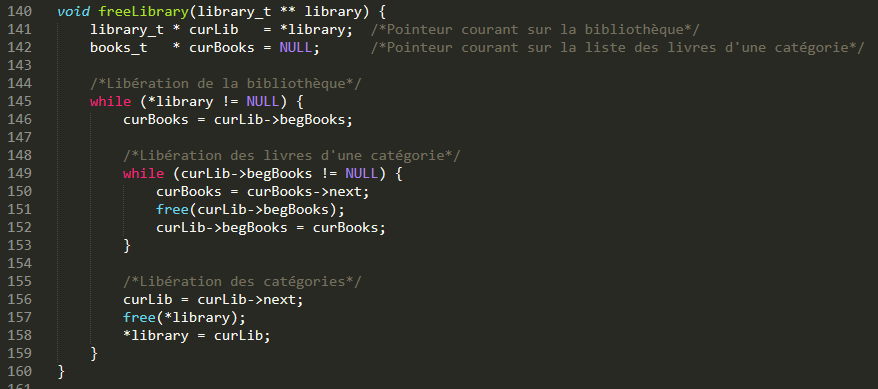 140 void freeLibrary(library_t ** library) {
141     library_t * curLib   = *library;  /*Pointeur courant sur la bibliothèque*/
142     books_t   * curBooks = NULL;      /*Pointeur courant sur la liste des livres d'une catégorie*/
143
144     /*Libération de la bibliothèque*/
145     while (*library != NULL) {
146         curBooks = curLib->begBooks;
147
148         /*Libération des livres d'une catégorie*/
149         while (curLib->begBooks != NULL) {
150             curBooks = curBooks->next;
151             free(curLib->begBooks);
152             curLib->begBooks = curBooks;
153         }
154
155         /*Libération des catégories*/
156         curLib = curLib->next;
157         free(*library);
158         *library = curLib;
159     }
160 }
161